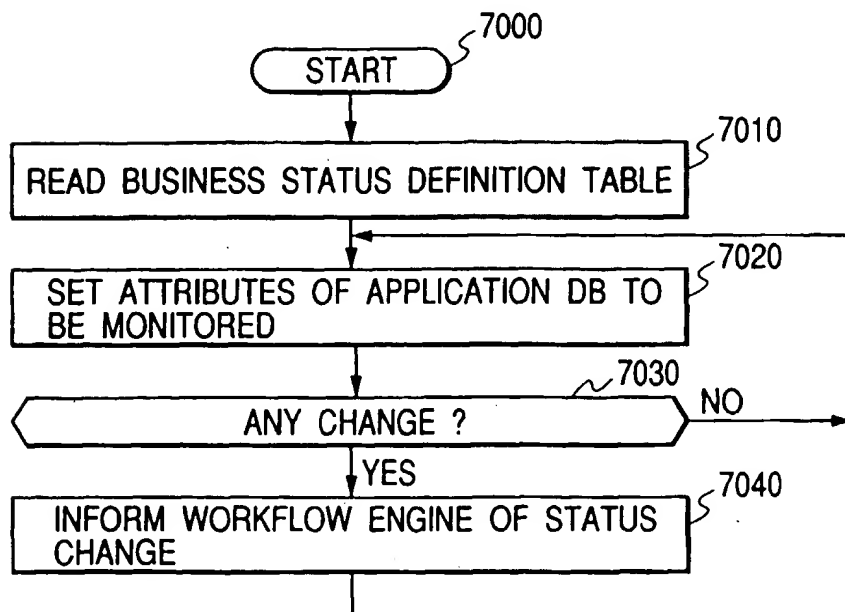 7000
START
7010
READ BUSINESS STATUS DEFINITION TABLE
7020
SET ATTRIBUTES OF APPLICATION DB TO
BE MONITORED
7030
ANY CHANGE ?
NO
YES
7040
INFORM WORKFLOW ENGINE OF STATUS
CHANGE